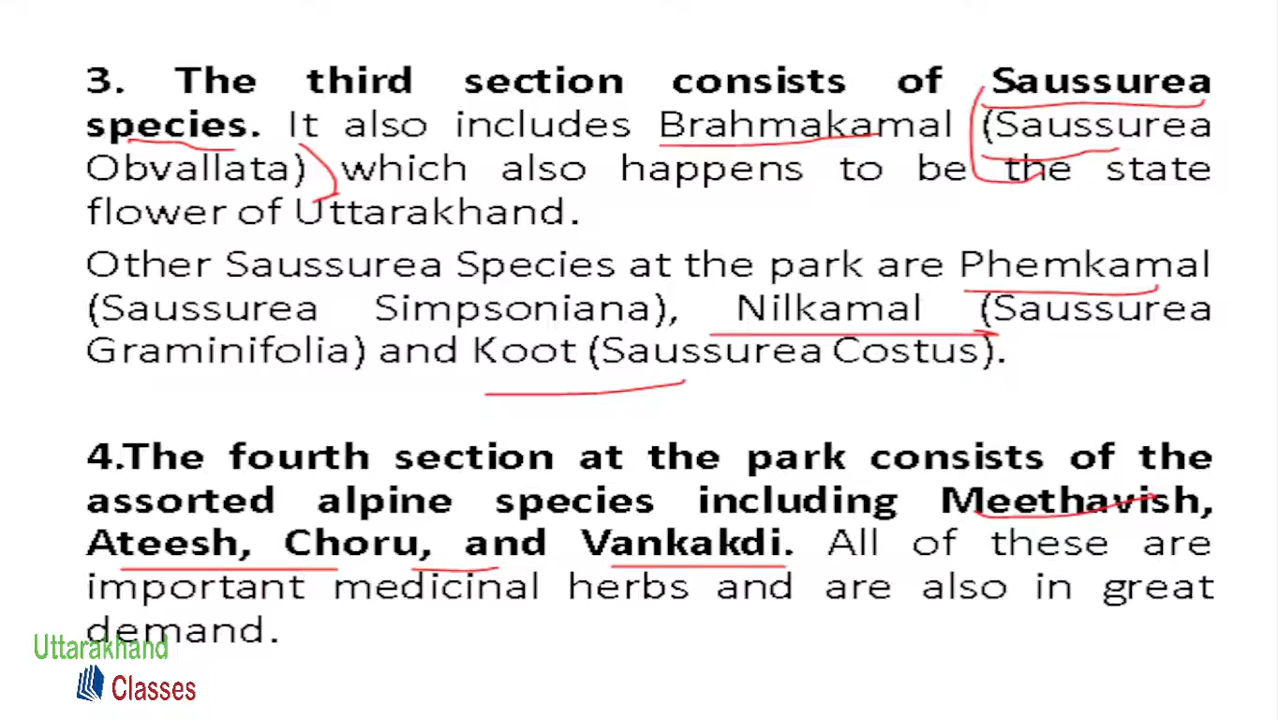 3. The third section consists of Saussurea
species. It also includes Brahmakamal (Saussurea
Obvallata) which also happens to be the state
flower of Uttarakhand.
Other Saussurea Species at the park are Phemkamal
(Saussurea Simpsoniana), Nilkamal (Saussurea
Graminifolia) and Koot (Saussurea Costus).
4.The fourth section at the park consists of the
assorted alpine species including Meethavish,
Ateesh, Choru, and Vankakdi. All of these are
important medicinal herbs and are also in great
demand.
Uttarakhand
Classes